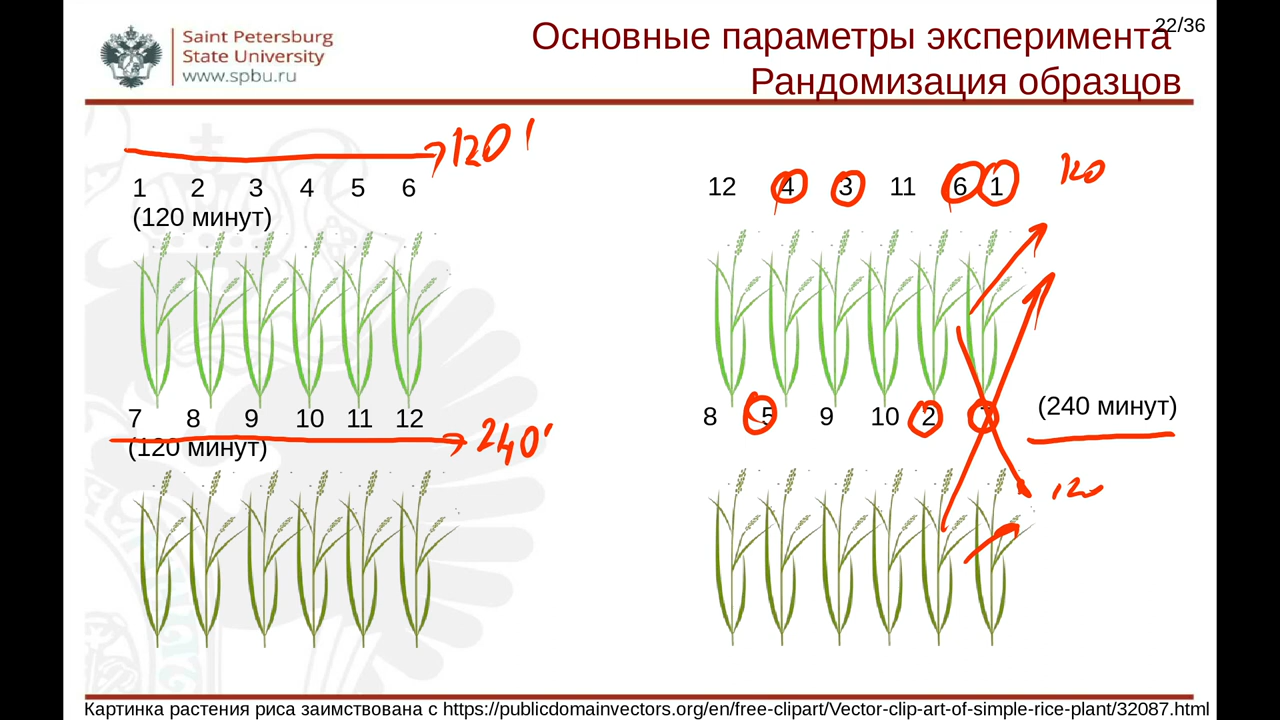 22/36
Saint Petersburg
State University
www.spbu.ru
Основные параметры эксперимента
Рандомизация образцов
120'
1 2 3 4 5 6
(120 минут)
12 4 3 11 6 1
120
7 8 9 10 11 12
(120 минут)
240'
8 5 9 10 2 7
(240 минут)
120
Картинка растения риса заимствована с https://publicdomainvectors.org/en/free-clipart/Vector-clip-art-of-simple-rice-plant/32087.html